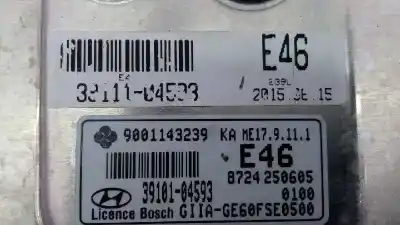 E46
E4
39111-04593
2015.06.15
9001143239 KA ME17.9.11.1
E46
8724 250605
39101-04593 0100
Licence Bosch GIIA-GE60FSE0500